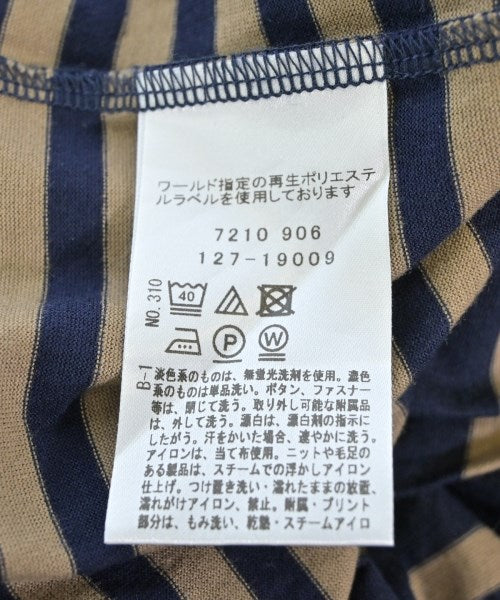 ワールド指定の再生ポリエステ
ルラベルを使用しております
7210 906
127-19009
NO. 310
40
P
W
B-1
淡色系のものは、無蛍光洗剤を使用。濃色
系のものは単品洗い。ボタン、ファスナー
等は、閉じて洗う。取り外し可能な附属品
は、外して洗う。漂白は、漂白剤の指示に
したがう。汗をかいた場合、速やかに洗う。
アイロンは、当て布使用。ニットや毛足の
ある製品は、スチームでの浮かしアイロン
仕上げ。つけ置き洗い・濡れたままの放置、
濡れがけアイロン、禁止。附属・プリント
部分は、もみ洗い、乾燥・スチームアイロ